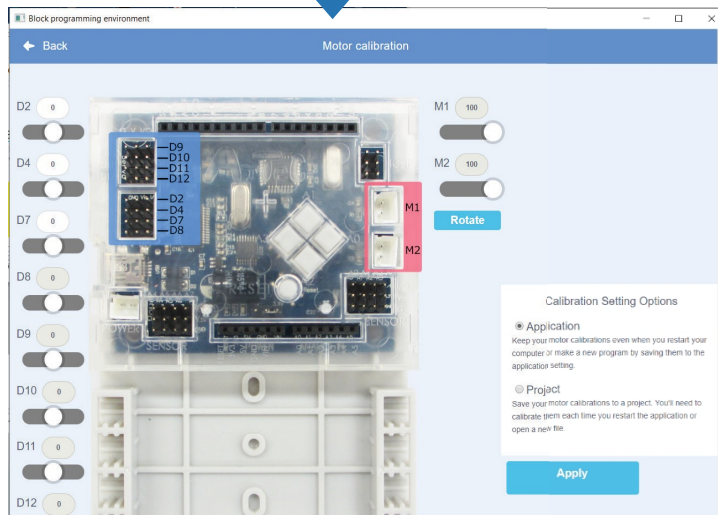 Block programming environment
Back
Motor calibration
D2 0
D4 0
D7 0
D8 0
D9 0
D10 0
D11 0
D12 0
D9
D10
D11
D12
D2
D4
D7
D8
M1
M2
POWER
SENSOR
SENSOR
M1 100
M2 100
Rotate
Calibration Setting Options
Application
Keep your motor calibrations even when you restart your
computer or make a new program by saving them to the
application setting.
Project
Save your motor calibrations to a project. You'll need to
calibrate them each time you restart the application or
open a new file.
Apply